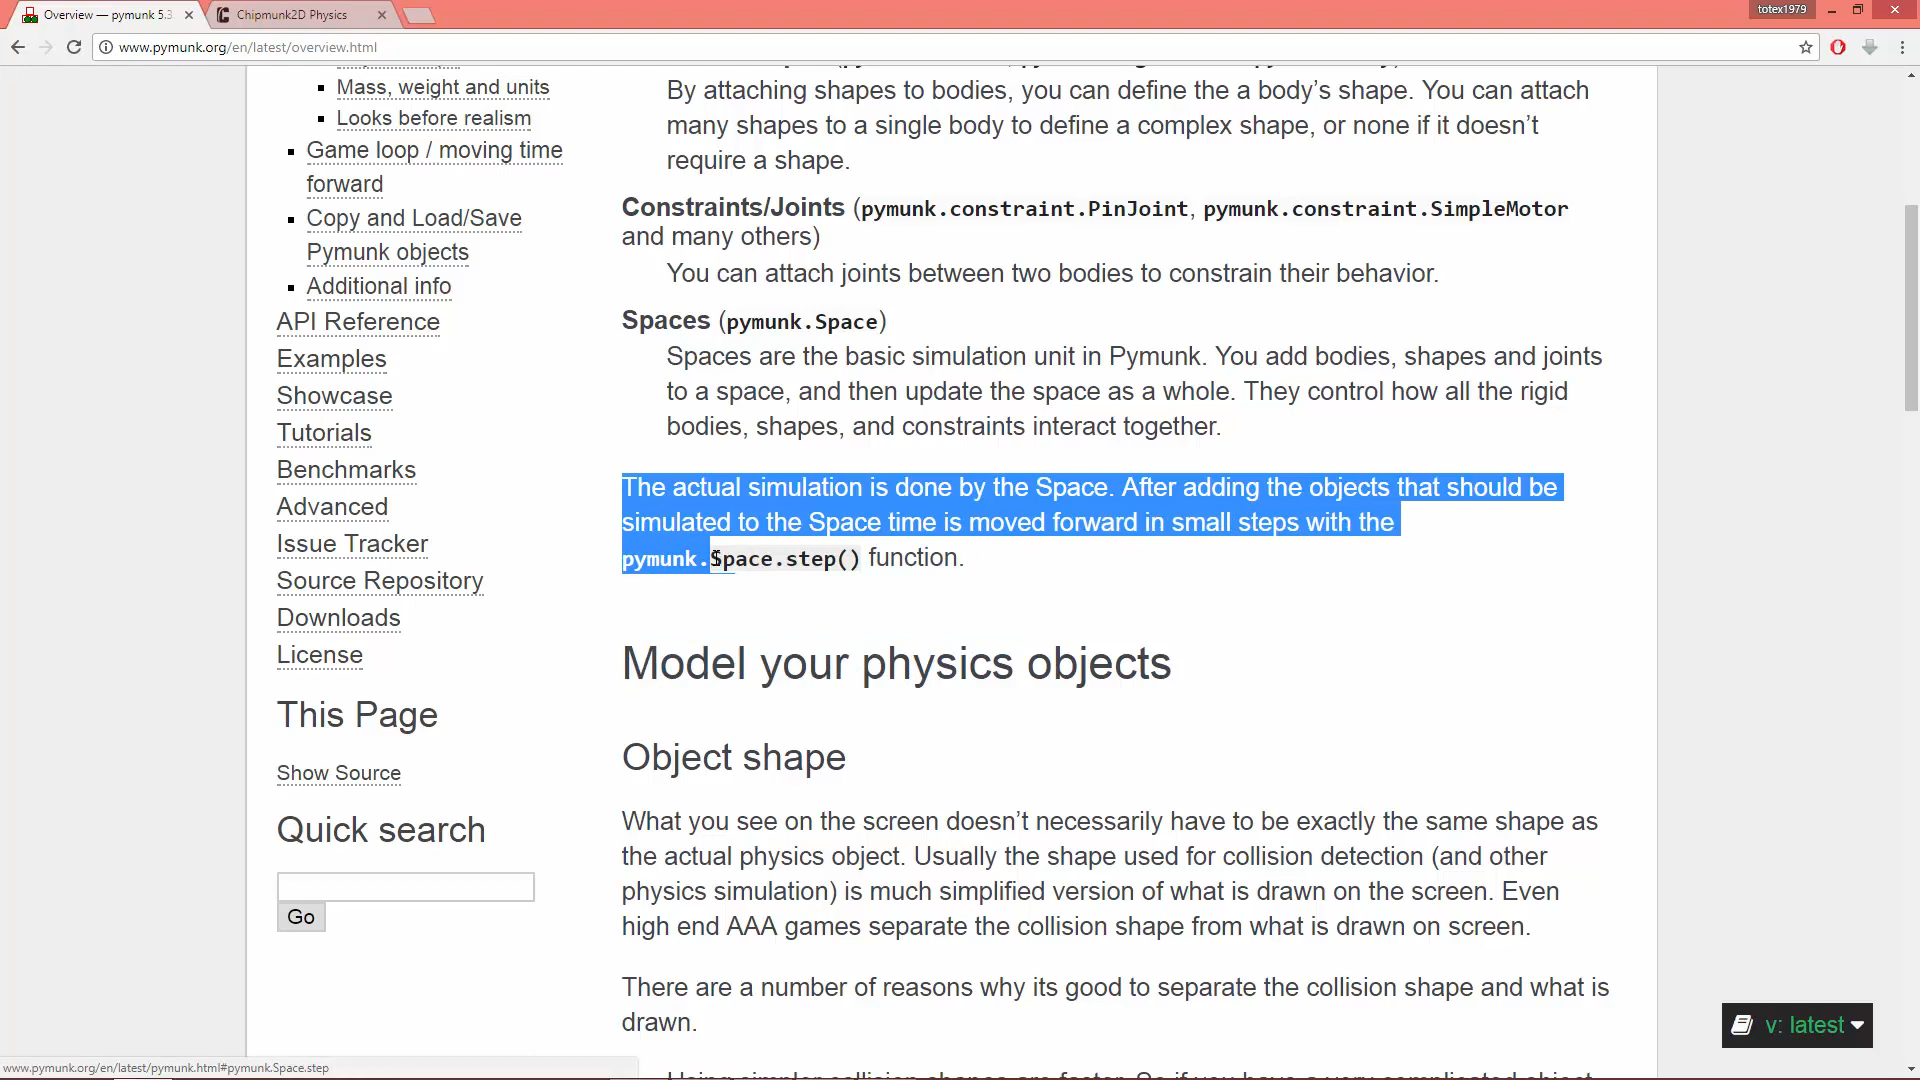 Overview — pymunk 5.3
Chipmunk2D Physics
totex1979
www.pymunk.org/en/latest/overview.html
Mass, weight and units
Looks before realism
Game loop / moving time
forward
Copy and Load/Save
Pymunk objects
Additional info
API Reference
Examples
Showcase
Tutorials
Benchmarks
Advanced
Issue Tracker
Source Repository
Downloads
License
This Page
Show Source
Quick search
Go
By attaching shapes to bodies, you can define the a body’s shape. You can attach
many shapes to a single body to define a complex shape, or none if it doesn’t
require a shape.
Constraints/Joints (pymunk.constraint.PinJoint, pymunk.constraint.SimpleMotor
and many others)
You can attach joints between two bodies to constrain their behavior.
Spaces (pymunk.Space)
Spaces are the basic simulation unit in Pymunk. You add bodies, shapes and joints
to a space, and then update the space as a whole. They control how all the rigid
bodies, shapes, and constraints interact together.
The actual simulation is done by the Space. After adding the objects that should be
simulated to the Space time is moved forward in small steps with the
pymunk.Space.step() function.
Model your physics objects
Object shape
What you see on the screen doesn’t necessarily have to be exactly the same shape as
the actual physics object. Usually the shape used for collision detection (and other
physics simulation) is much simplified version of what is drawn on the screen. Even
high end AAA games separate the collision shape from what is drawn on screen.
There are a number of reasons why its good to separate the collision shape and what is
drawn.
Using simpler collision shapes are faster. So if you have a very complicated object
v: latest
www.pymunk.org/en/latest/pymunk.html#pymunk.Space.step